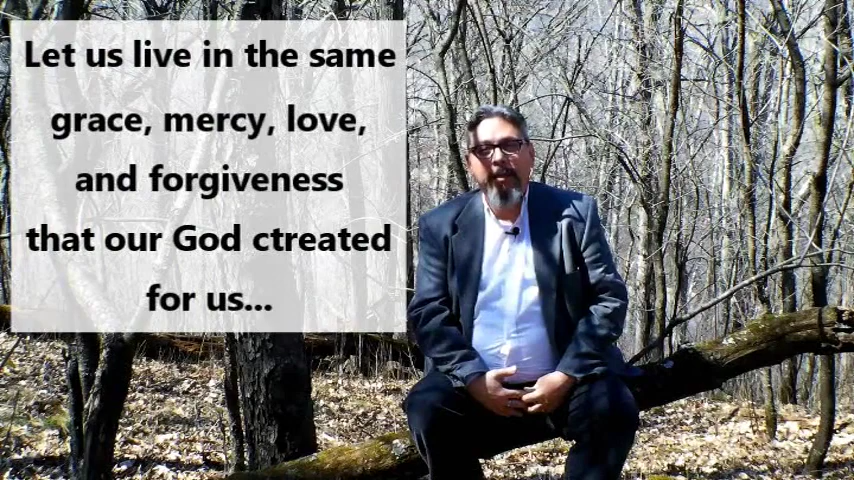 Let us live in the same
grace, mercy, love,
and forgiveness
that our God ctreated
for us...